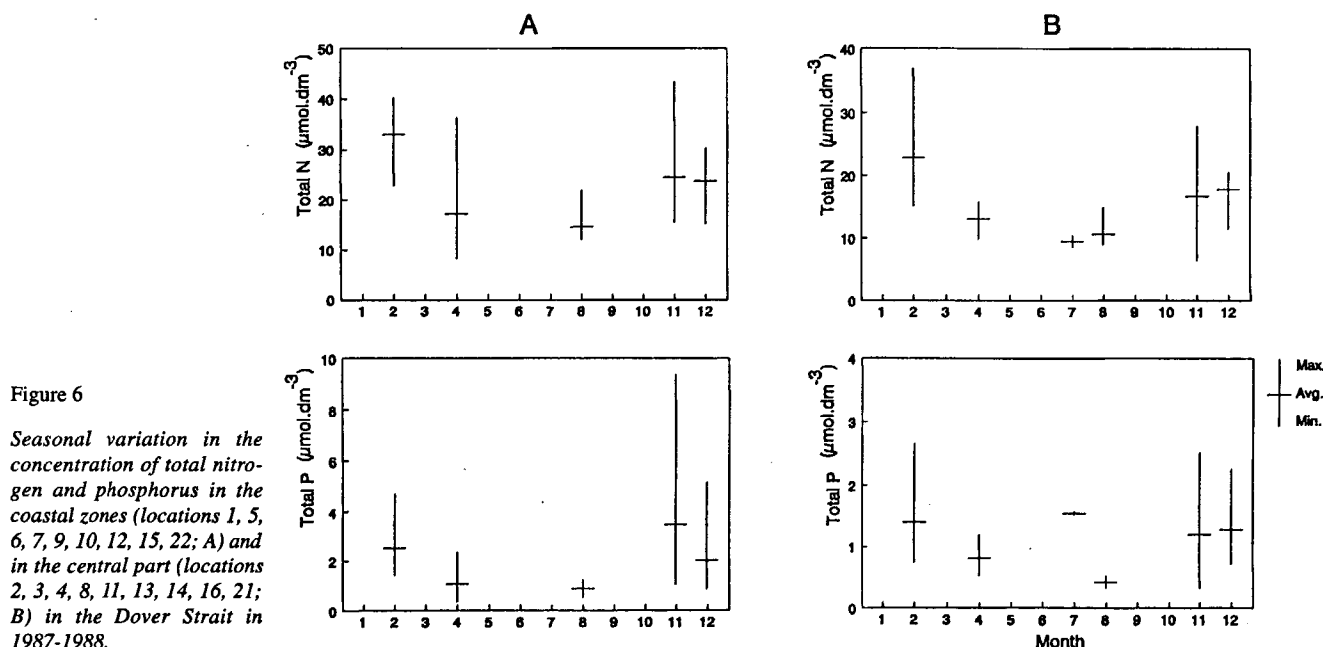 A
B
Total N (μmol.dm⁻³)
50
40
30
20
10
0
1 2 3 4 5 6 7 8 9 10 11 12
Total N (μmol.dm⁻³)
40
30
20
10
0
1 2 3 4 5 6 7 8 9 10 11 12
Total P (μmol.dm⁻³)
10
8
6
4
2
0
1 2 3 4 5 6 7 8 9 10 11 12
Total P (μmol.dm⁻³)
4
3
2
1
0
1 2 3 4 5 6 7 8 9 10 11 12
Month
Max.
Avg.
Min.
Figure 6
Seasonal variation in the
concentration of total nitro-
gen and phosphorus in the
coastal zones (locations 1, 5,
6, 7, 9, 10, 12, 15, 22; A) and
in the central part (locations
2, 3, 4, 8, 11, 13, 14, 16, 21;
B) in the Dover Strait in
1987-1988.